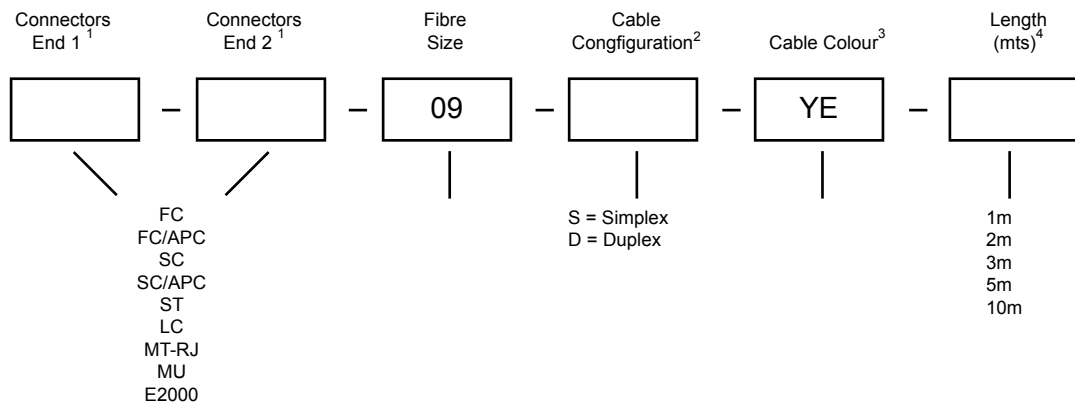 Connectors
End 1 1
Connectors
End 2 1
Fibre
Size
Cable
Congfiguration2
Cable Colour3
Length
(mts)4
– – 09 – – YE –
FC
FC/APC
SC
SC/APC
ST
LC
MT-RJ
MU
E2000
S = Simplex
D = Duplex
1m
2m
3m
5m
10m